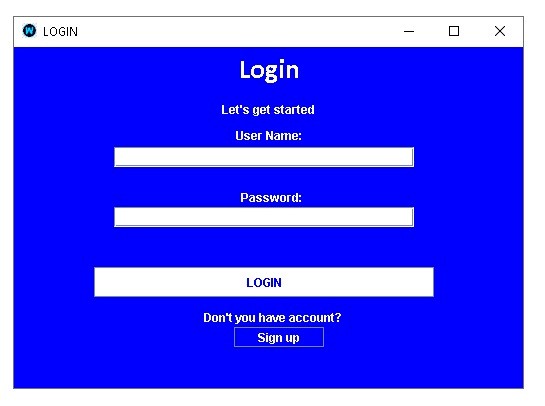 LOGIN
Login
Let's get started
User Name:
Password:
LOGIN
Don't you have account?
Sign up